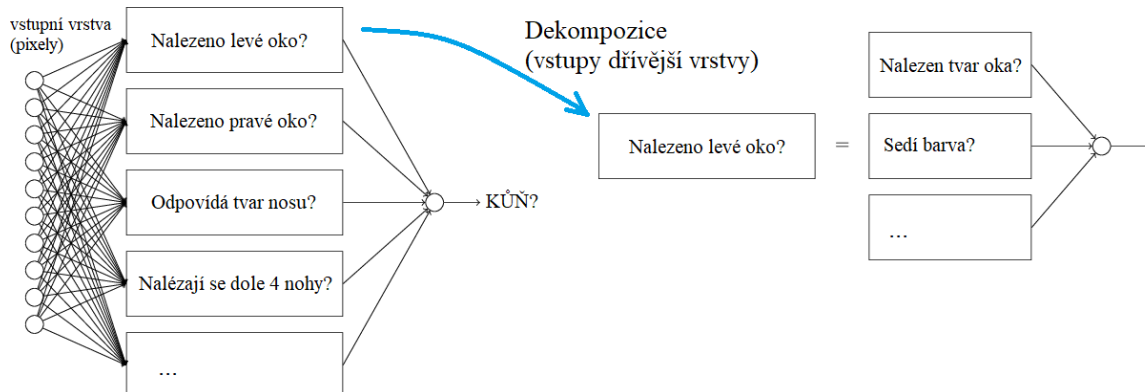 vstupní vrstva
(pixely)
Nalezeno levé oko?
Nalezeno pravé oko?
Odpovídá tvar nosu?
Nalézají se dole 4 nohy?
...
KŮŇ?
Dekompozice
(vstupy dřívější vrstvy)
Nalezeno levé oko?
=
Nalezen tvar oka?
Sedí barva?
...